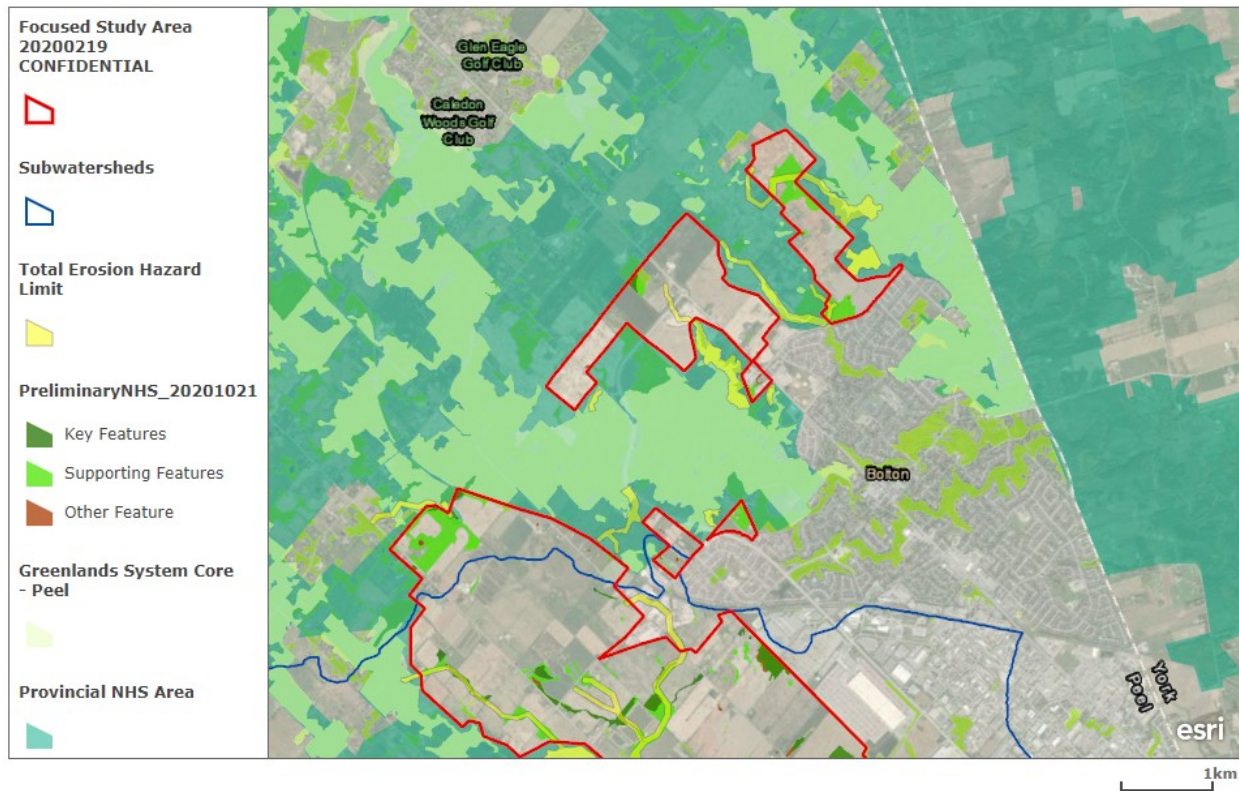 Focused Study Area
20200219
CONFIDENTIAL
Subwatersheds
Total Erosion Hazard
Limit
PreliminaryNHS_20201021
Key Features
Supporting Features
Other Feature
Greenlands System Core
- Peel
Provincial NHS Area
Glen Eagle
Golf Club
Caledon
Woods Golf
Club
Bolton
York
Peel
esri
1km